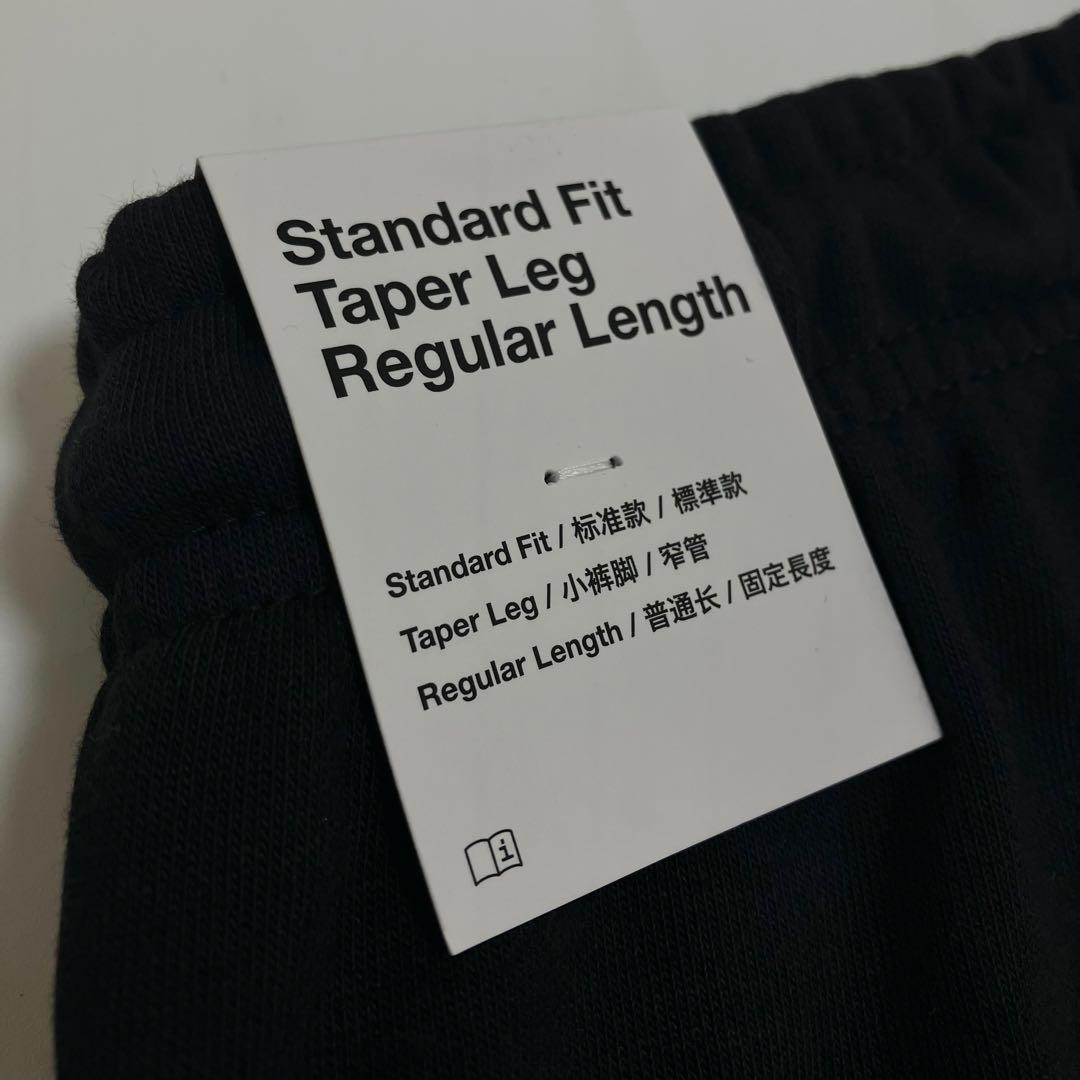 Standard Fit
Taper Leg
Regular Length
Standard Fit / 标准款 / 標準款
Taper Leg / 小裤脚 / 窄管
Regular Length / 普通长 / 固定長度
i